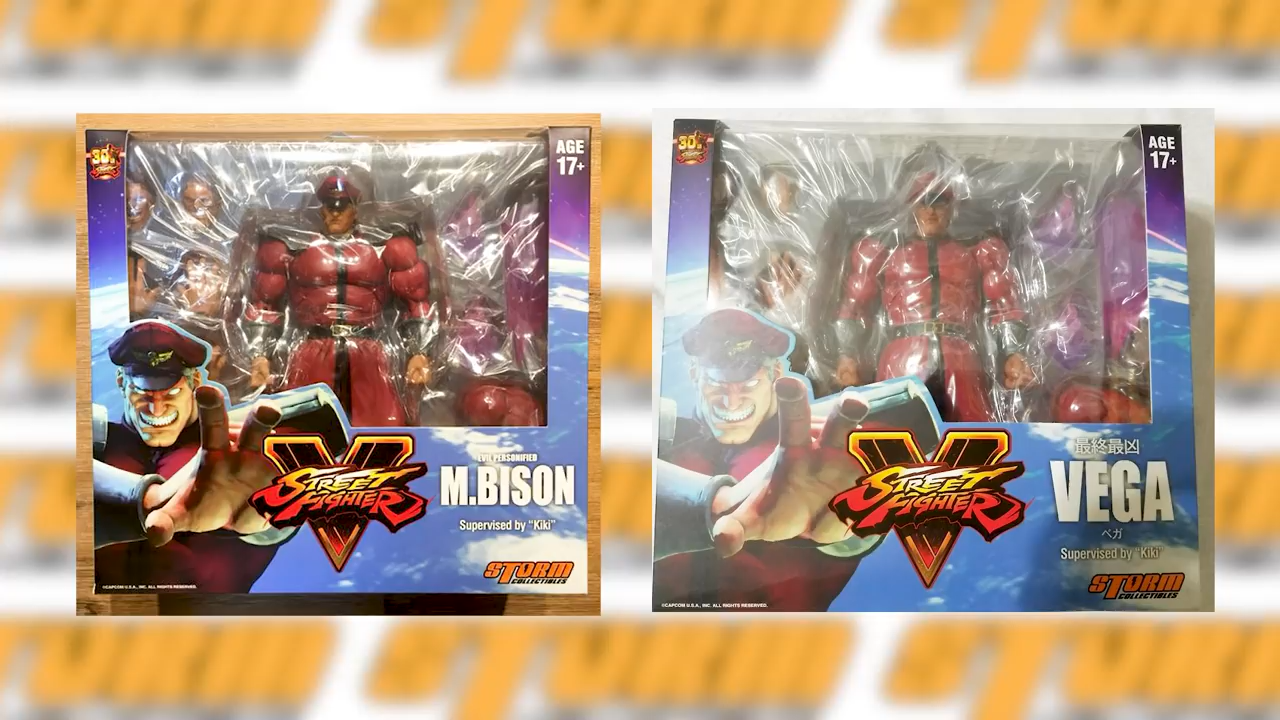 30th
AGE
17+
V
STREET
FIGHTER
EVIL PERSONIFIED
M.BISON
Supervised by "Kiki"
STORM
COLLECTIBLES
©CAPCOM U.S.A., INC. ALL RIGHTS RESERVED.
30th
AGE
17+
V
STREET
FIGHTER
最終最凶
VEGA
ベガ
Supervised by "Kiki"
STORM
COLLECTIBLES
©CAPCOM U.S.A., INC. ALL RIGHTS RESERVED.